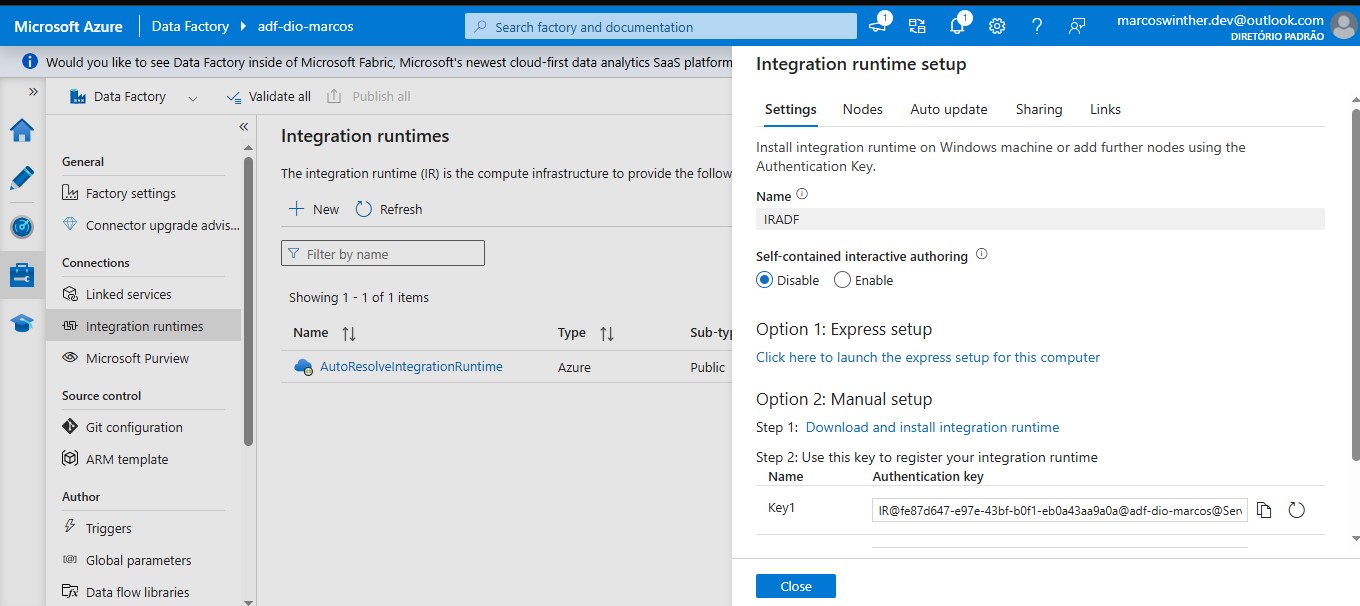 Microsoft Azure
Data Factory
adf-dio-marcos
Search factory and documentation
1
1
marcoswinther.dev@outlook.com
DIRETÓRIO PADRÃO
Would you like to see Data Factory inside of Microsoft Fabric, Microsoft's newest cloud-first data analytics SaaS platform
Data Factory
Validate all
Publish all
General
Factory settings
Connector upgrade advis...
Connections
Linked services
Integration runtimes
Microsoft Purview
Source control
Git configuration
ARM template
Author
Triggers
Global parameters
Data flow libraries
Integration runtimes
The integration runtime (IR) is the compute infrastructure to provide the follow
New
Refresh
Filter by name
Showing 1 - 1 of 1 items
Name Type Sub-typ
AutoResolveIntegrationRuntime Azure Public
Integration runtime setup
Settings Nodes Auto update Sharing Links
Install integration runtime on Windows machine or add further nodes using the
Authentication Key.
Name
IRADF
Self-contained interactive authoring
Disable Enable
Option 1: Express setup
Click here to launch the express setup for this computer
Option 2: Manual setup
Step 1: Download and install integration runtime
Step 2: Use this key to register your integration runtime
Name Authentication key
Key1 IR@fe87d647-e97e-43bf-b0f1-eb0a43aa9a0a@adf-dio-marcos@Serv
Close